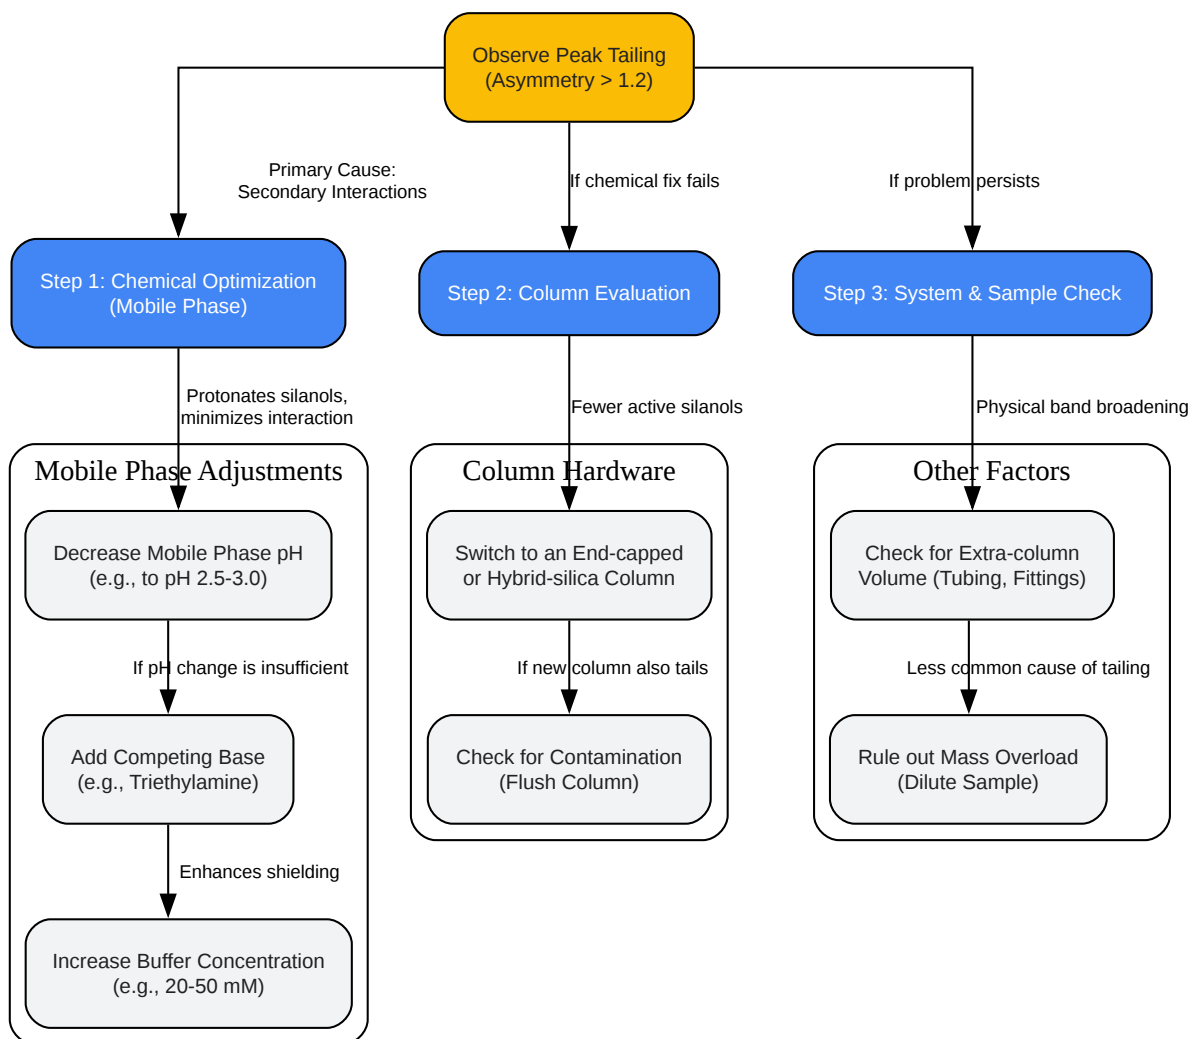 Observe Peak Tailing
(Asymmetry > 1.2)
Primary Cause:
Secondary Interactions
If chemical fix fails
If problem persists
Step 1: Chemical Optimization
(Mobile Phase)
Step 2: Column Evaluation
Step 3: System & Sample Check
Protonates silanols,
minimizes interaction
Fewer active silanols
Physical band broadening
Mobile Phase Adjustments
Column Hardware
Other Factors
Decrease Mobile Phase pH
(e.g., to pH 2.5-3.0)
Switch to an End-capped
or Hybrid-silica Column
Check for Extra-column
Volume (Tubing, Fittings)
If pH change is insufficient
If new column also tails
Less common cause of tailing
Add Competing Base
(e.g., Triethylamine)
Check for Contamination
(Flush Column)
Rule out Mass Overload
(Dilute Sample)
Enhances shielding
Increase Buffer Concentration
(e.g., 20-50 mM)